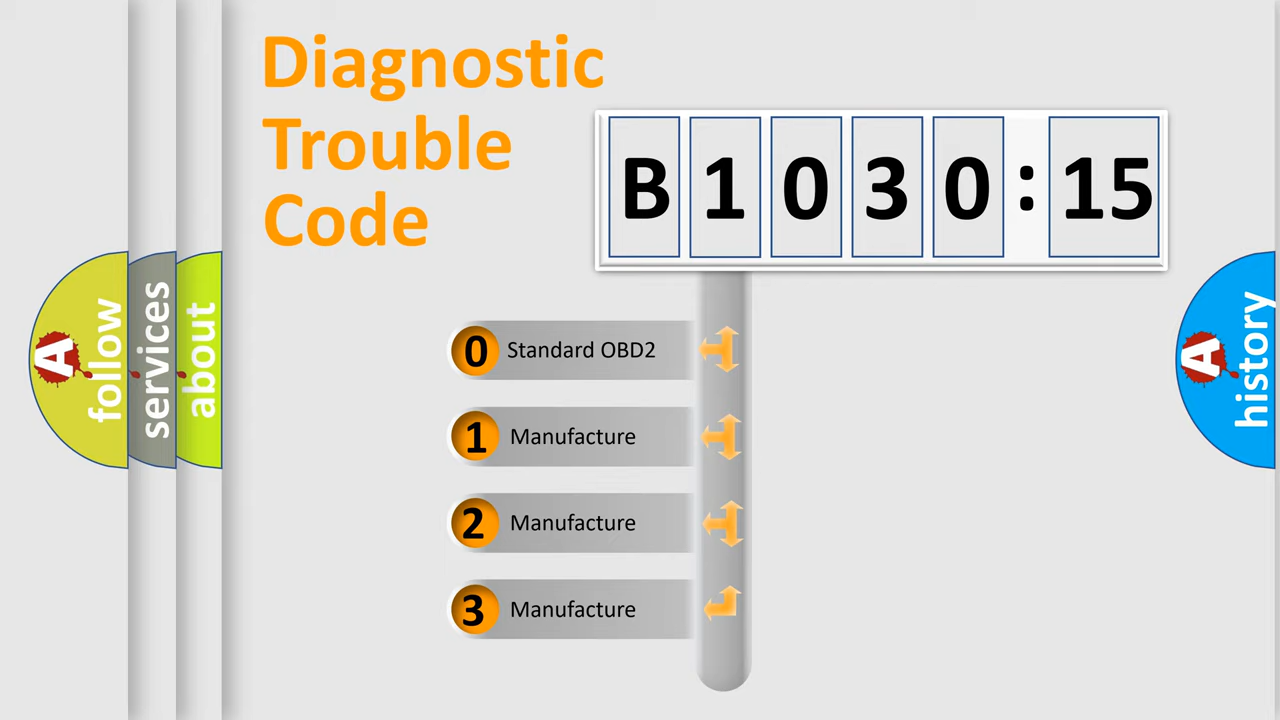 Diagnostic
Trouble
Code
B 1 0 3 0 : 15
0 Standard OBD2
1 Manufacture
2 Manufacture
3 Manufacture
A follow
services
about
A history